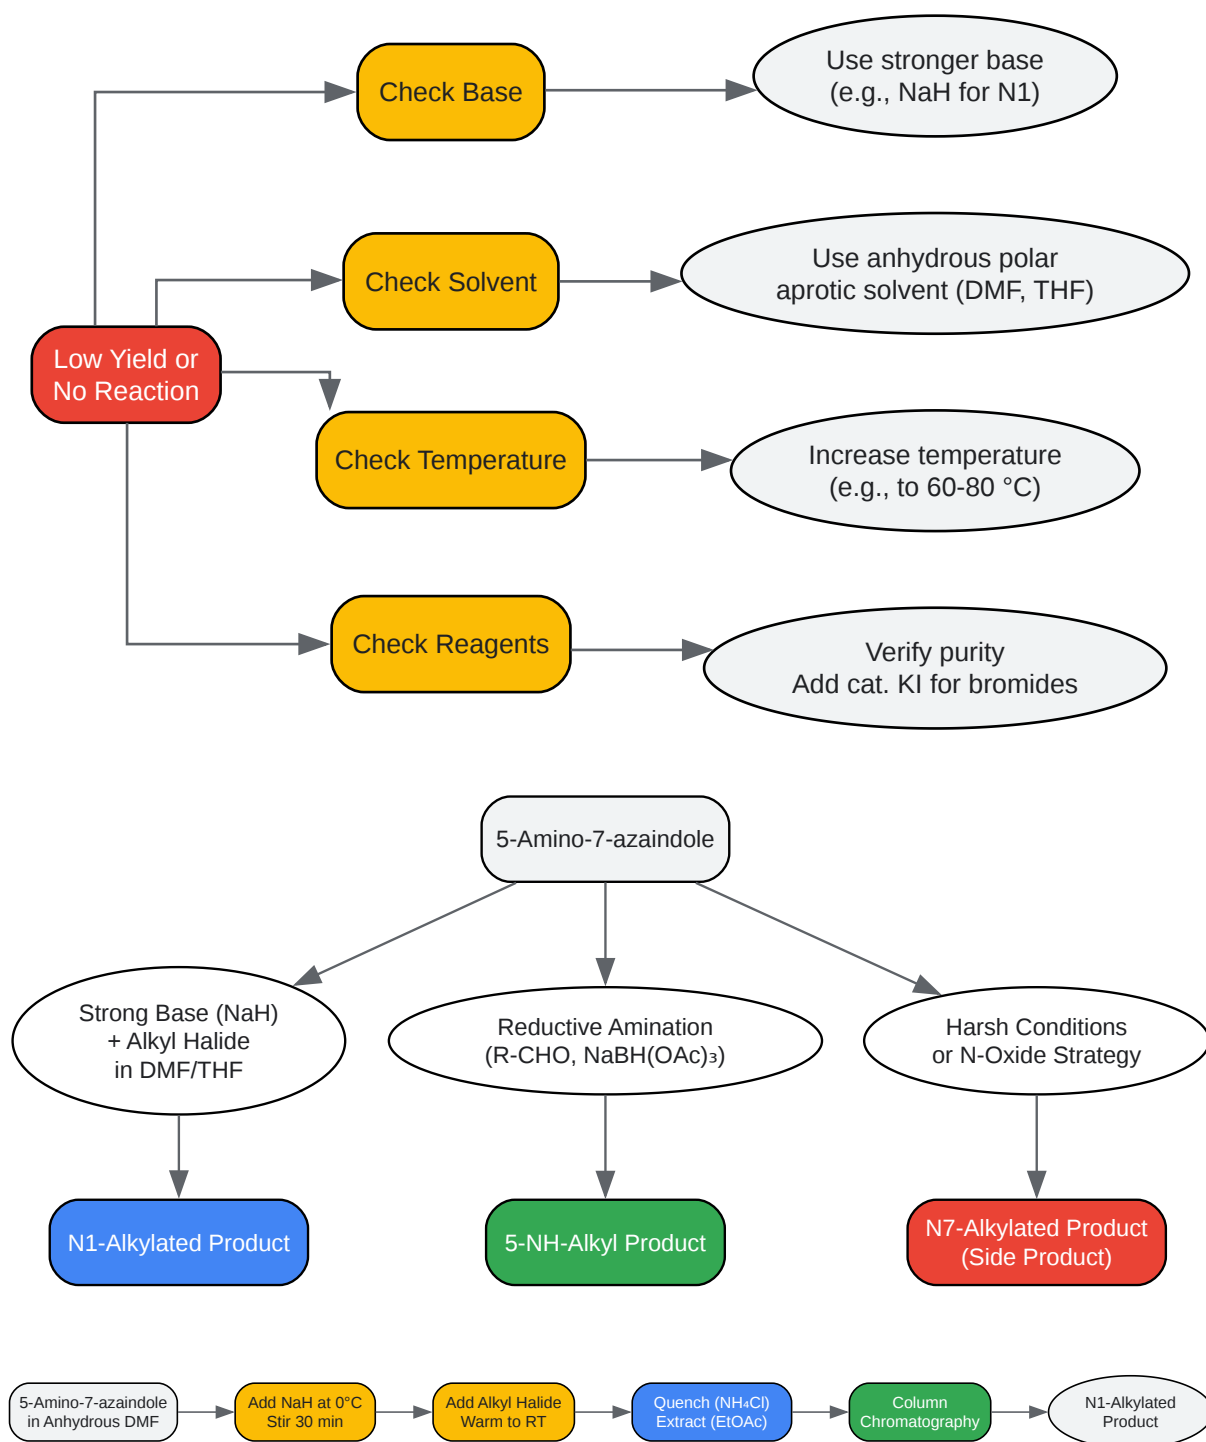 Check Base
Use stronger base
(e.g., NaH for N1)
Check Solvent
Use anhydrous polar
aprotic solvent (DMF, THF)
Low Yield or
No Reaction
Check Temperature
Increase temperature
(e.g., to 60-80 °C)
Check Reagents
Verify purity
Add cat. KI for bromides
5-Amino-7-azaindole
Strong Base (NaH)
+ Alkyl Halide
in DMF/THF
Reductive Amination
(R-CHO, NaBH(OAc)₃)
Harsh Conditions
or N-Oxide Strategy
N1-Alkylated Product
5-NH-Alkyl Product
N7-Alkylated Product
(Side Product)
5-Amino-7-azaindole
in Anhydrous DMF
Add NaH at 0°C
Stir 30 min
Add Alkyl Halide
Warm to RT
Quench (NH₄Cl)
Extract (EtOAc)
Column
Chromatography
N1-Alkylated
Product